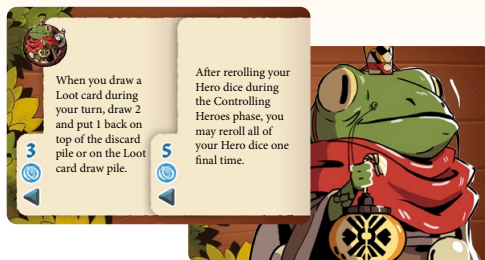 When you draw a
Loot card during
your turn, draw 2
and put 1 back on
top of the discard
pile or on the Loot
card draw pile.
3
After rerolling your
Hero dice during
the Controlling
Heroes phase, you
may reroll all of
your Hero dice one
final time.
5